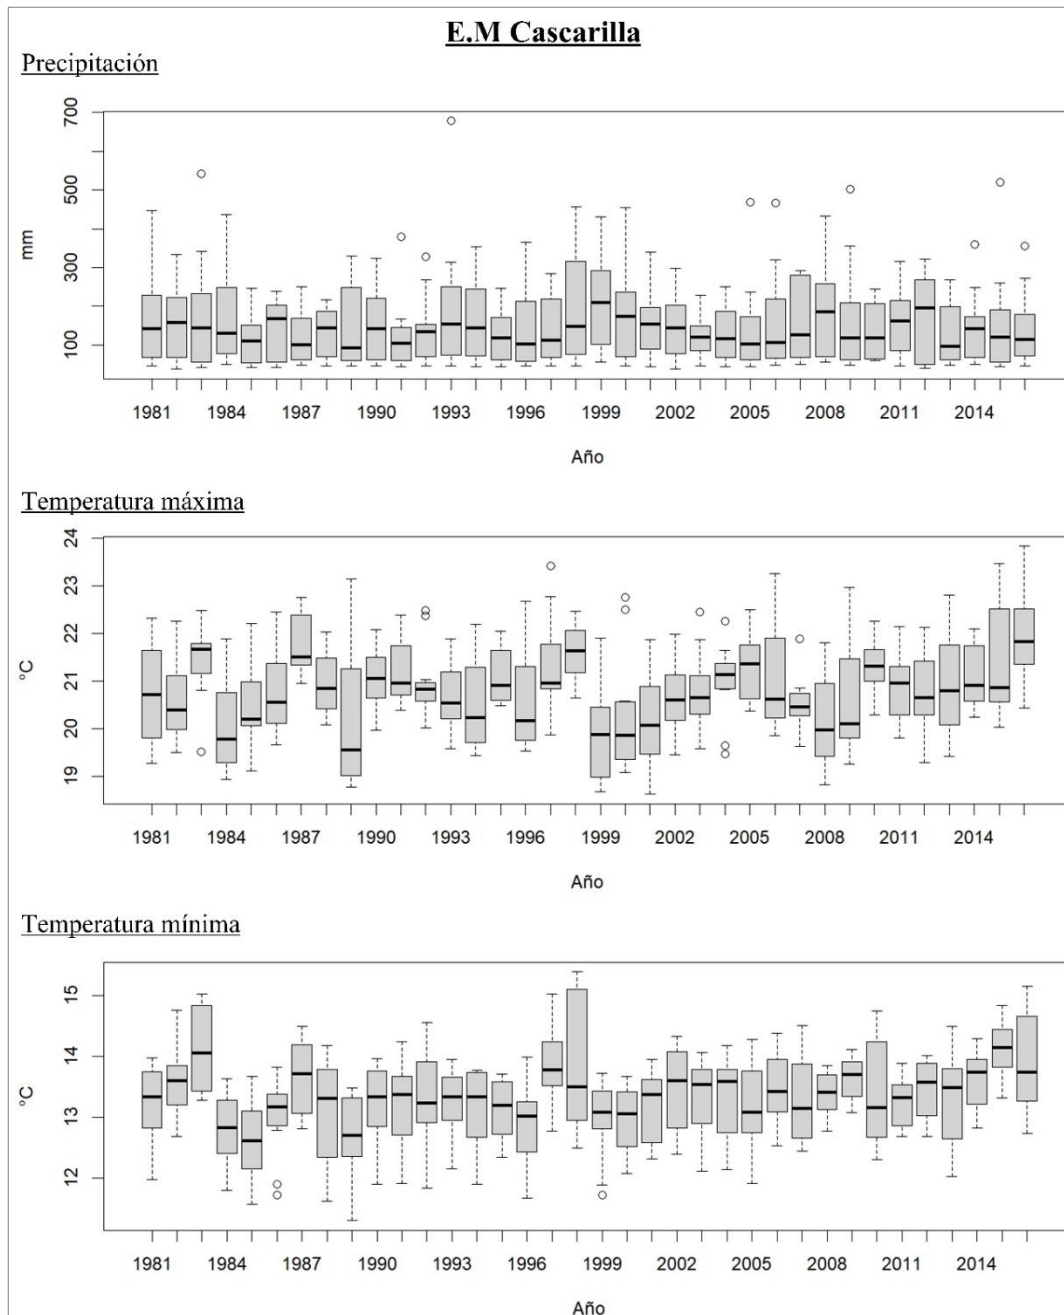 E.M Cascarilla
Precipitación
700
500
300
100
mm
1981 1984 1987 1990 1993 1996 1999 2002 2005 2008 2011 2014
Año
Temperatura máxima
24
23
22
21
20
19
°C
1981 1984 1987 1990 1993 1996 1999 2002 2005 2008 2011 2014
Año
Temperatura mínima
15
14
13
12
°C
1981 1984 1987 1990 1993 1996 1999 2002 2005 2008 2011 2014
Año